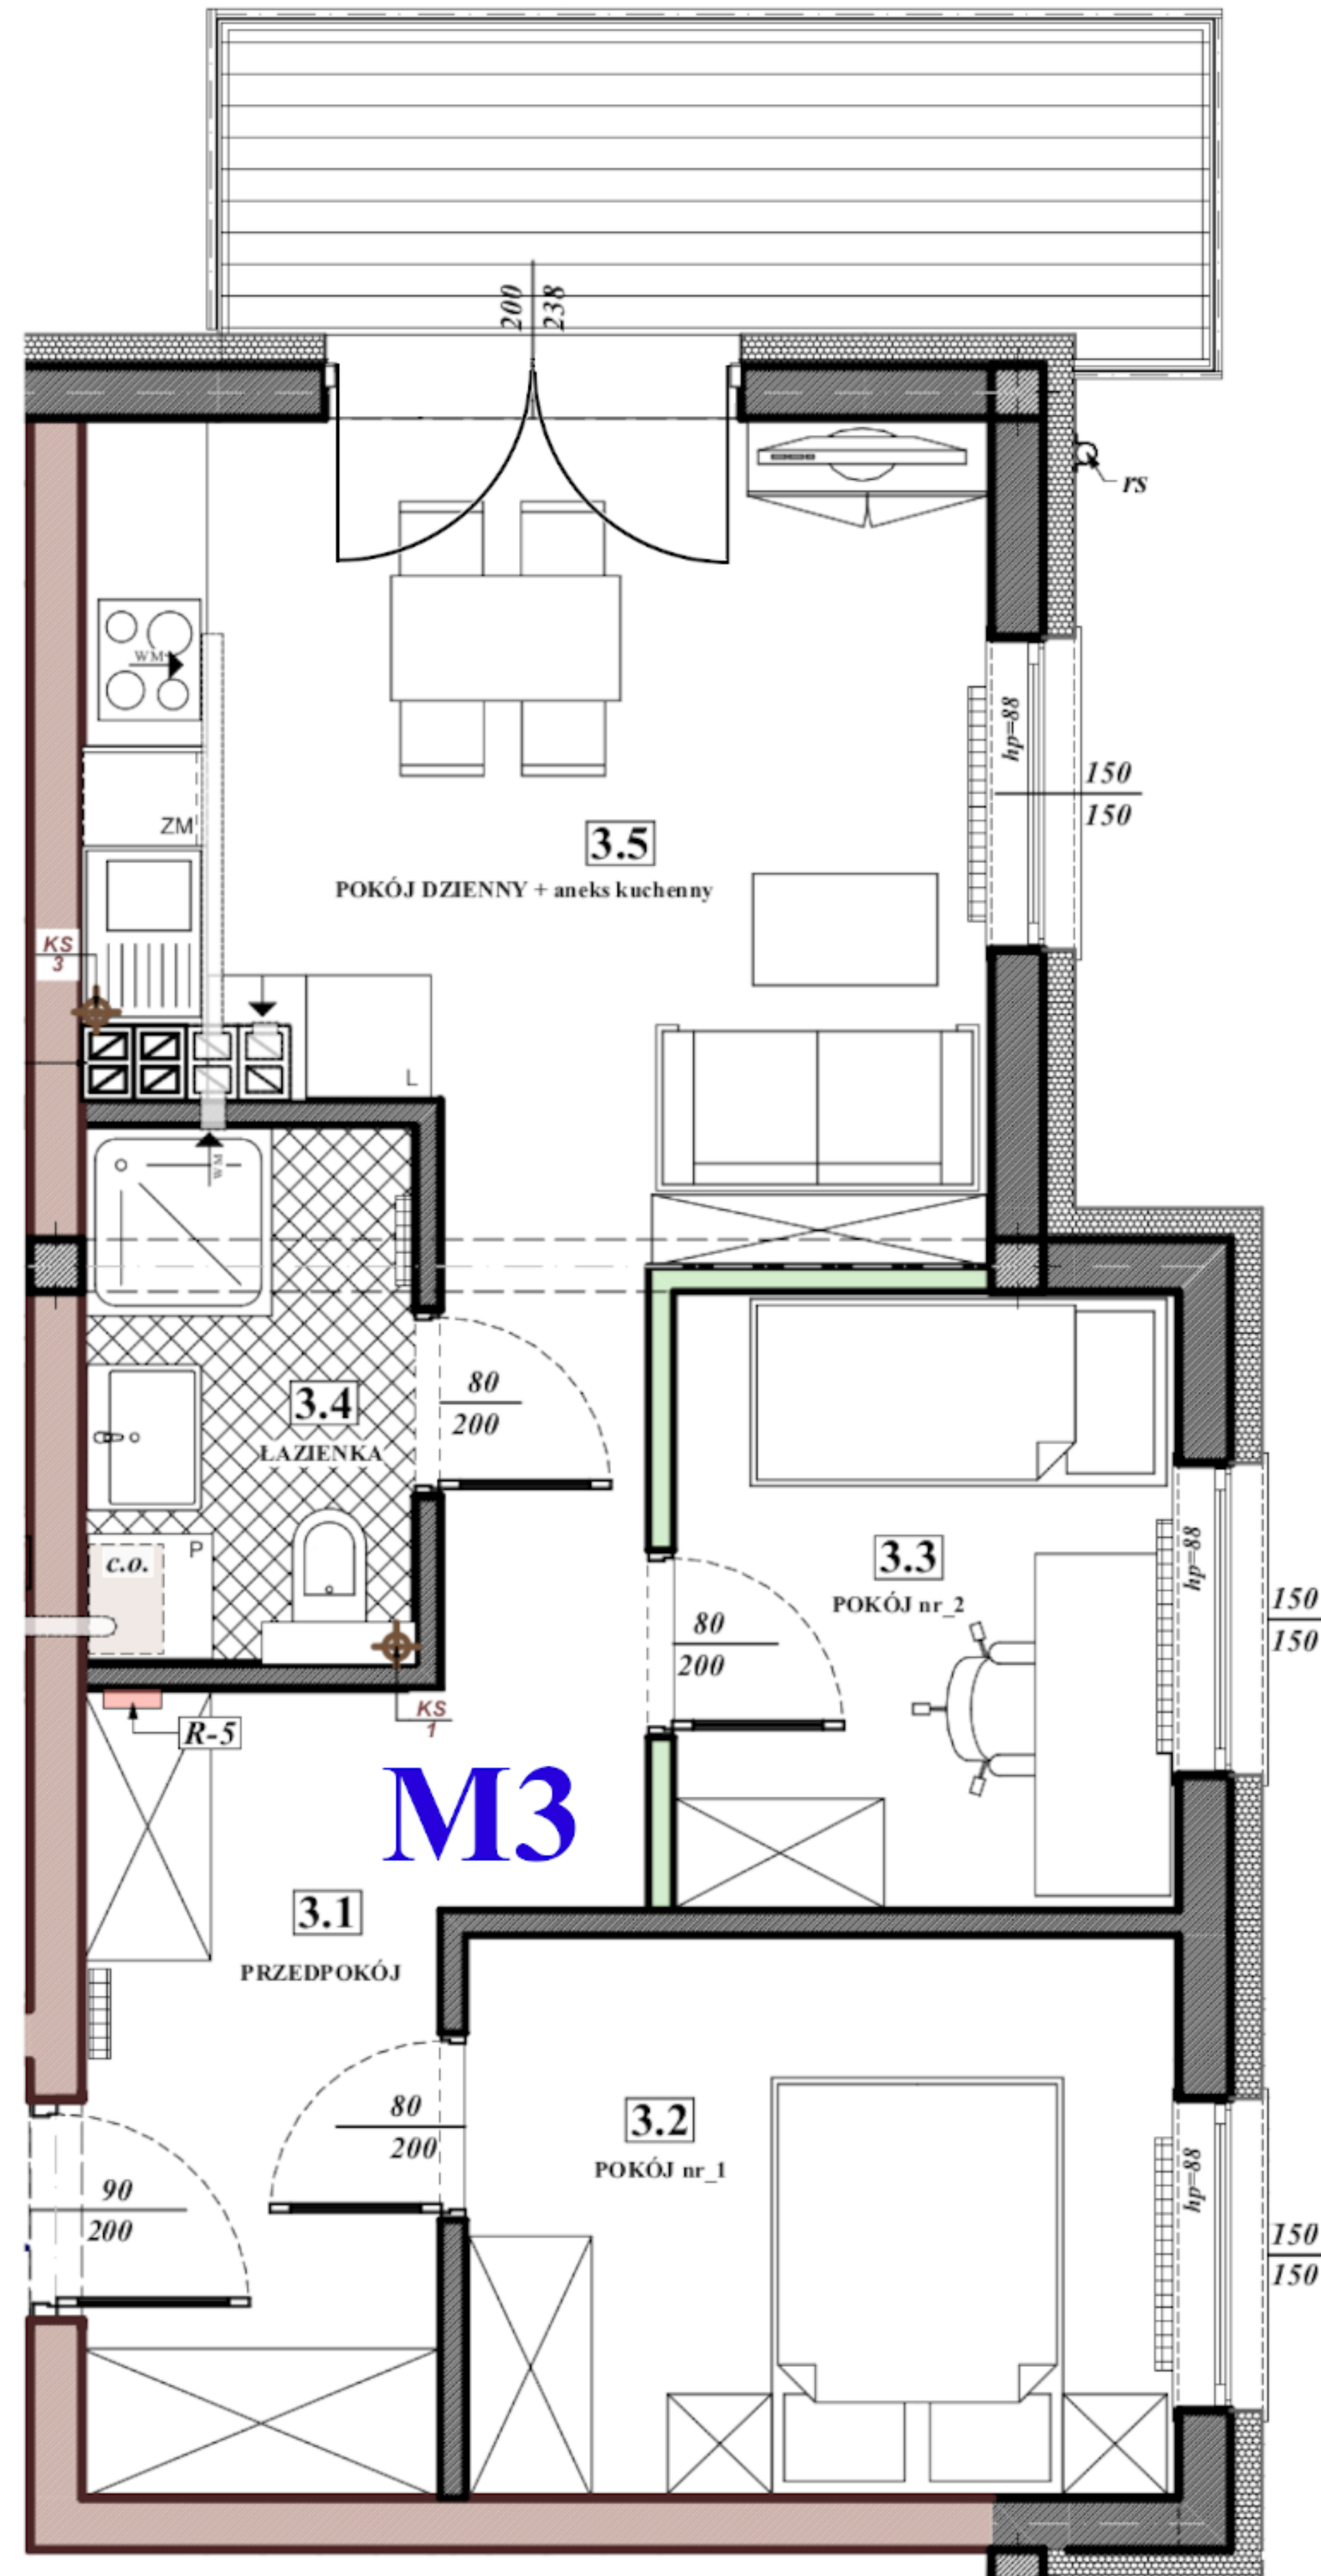 200
238
rs
WM
hp=88
150
150
ZM
3.5
POKÓJ DZIENNY + aneks kuchenny
KS
3
L
WM
80
200
3.4
ŁAZIENKA
P
c.o.
hp=88
3.3
POKÓJ nr_2
150
150
80
200
KS
1
R-5
M3
3.1
PRZEDPOKÓJ
80
200
3.2
POKÓJ nr_1
hp=88
90
200
150
150